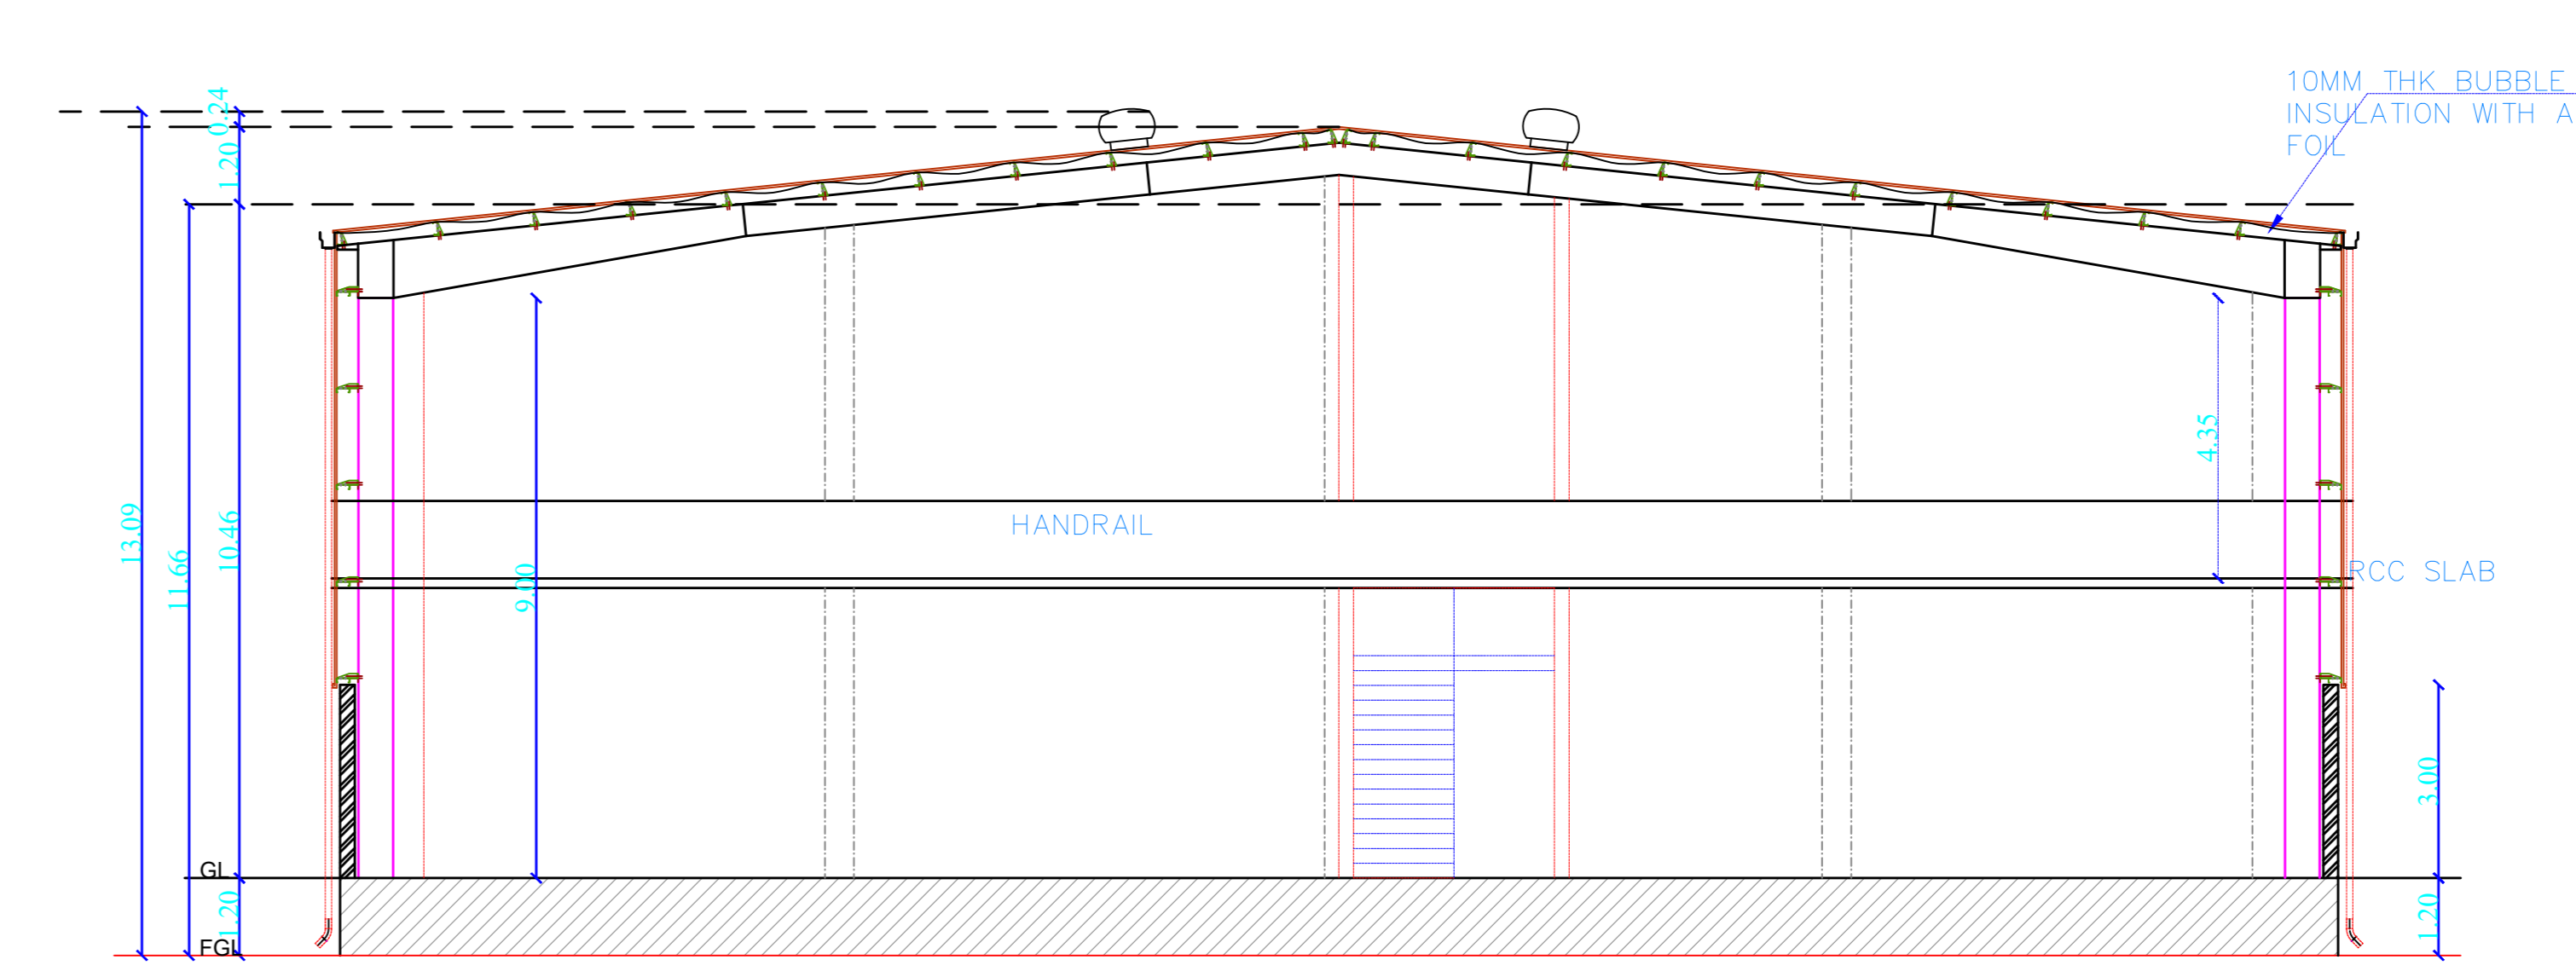 10MM THK BUBBLE
INSULATION WITH A
FOIL
0.24
1.20
13.09
11.66
10.46
9.00
4.35
HANDRAIL
RCC SLAB
3.00
GL
1.20
1.20
FGL